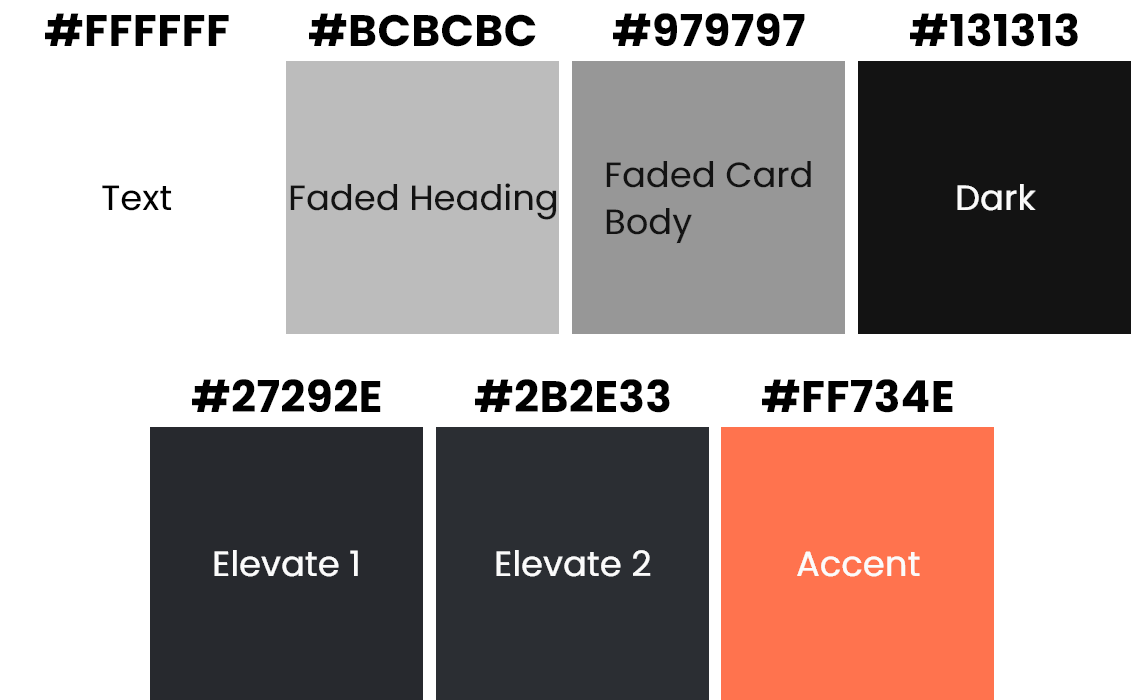 #FFFFFF
#BCBCBC
#979797
#131313
Text
Faded Heading
Faded Card
Body
Dark
#27292E
#2B2E33
#FF734E
Elevate 1
Elevate 2
Accent